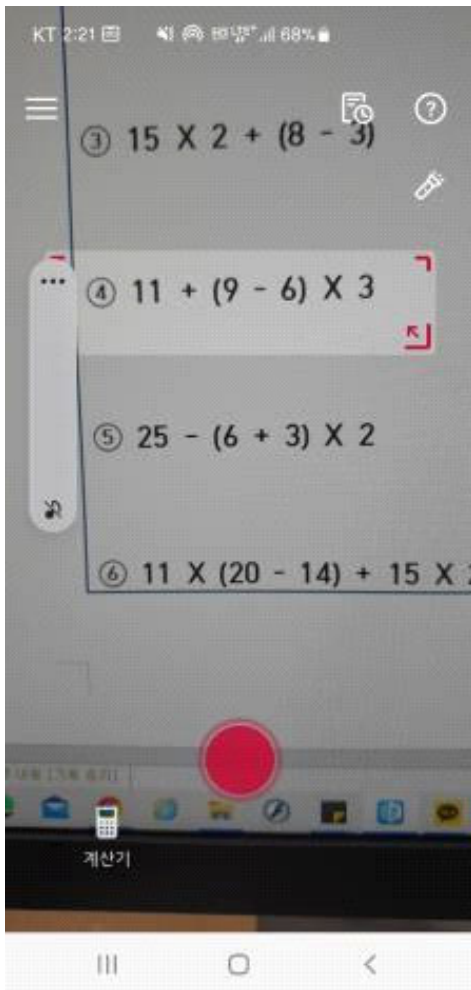 KT 2:21 68%
③ 15 X 2 + (8 - 3)
④ 11 + (9 - 6) X 3
⑤ 25 - (6 + 3) X 2
⑥ 11 X (20 - 14) + 15 X
계산기